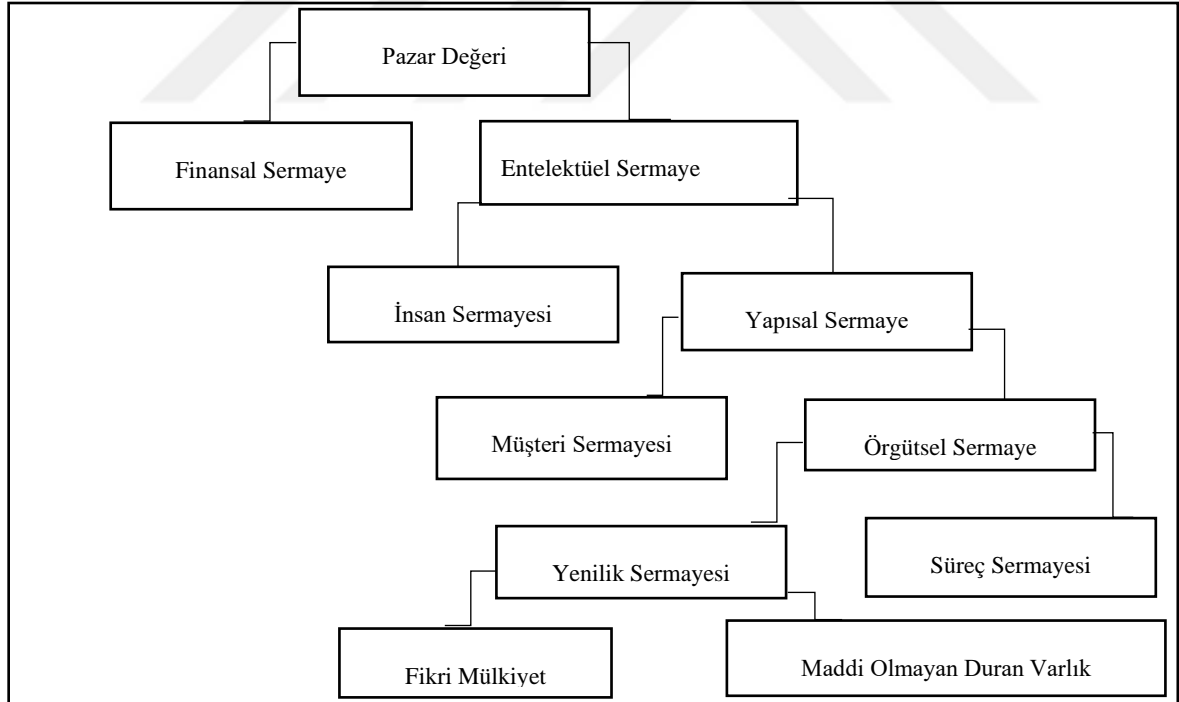 Pazar Değeri
Finansal Sermaye
Entelektüel Sermaye
İnsan Sermayesi
Yapısal Sermaye
Müşteri Sermayesi
Örgütsel Sermaye
Yenilik Sermayesi
Süreç Sermayesi
Fikri Mülkiyet
Maddi Olmayan Duran Varlık